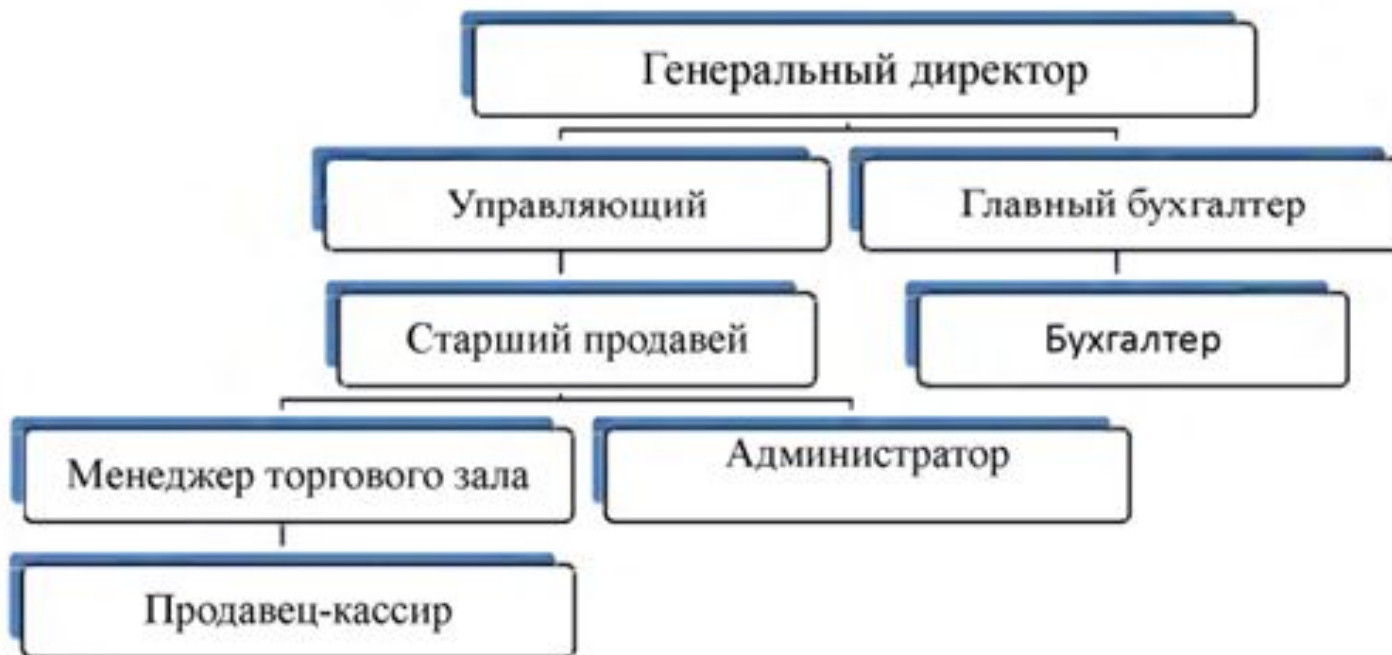 Генеральный директор
Управляющий
Главный бухгалтер
Старший продавей
Бухгалтер
Менеджер торгового зала
Администратор
Продавец-кассир